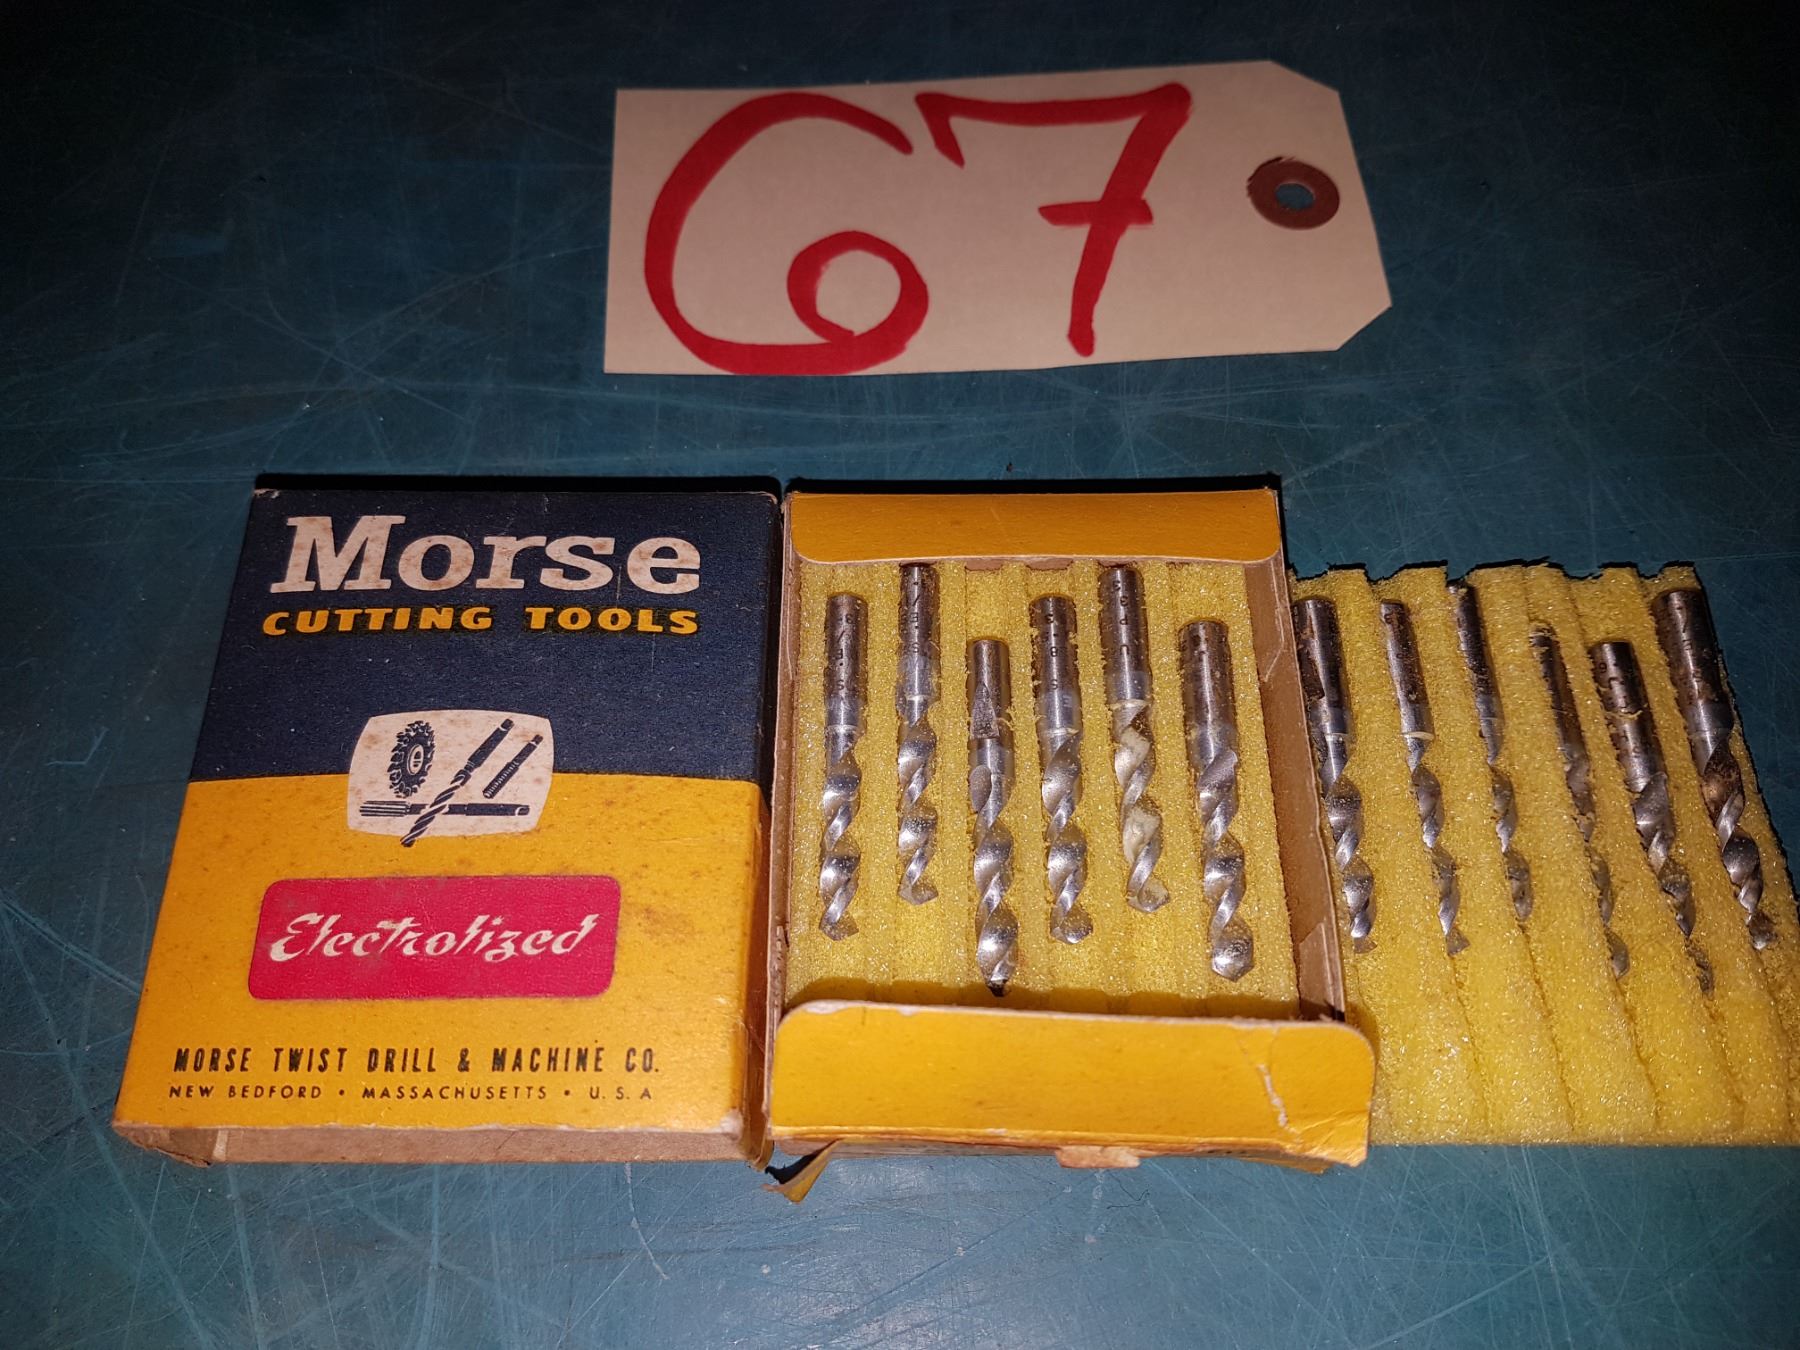 67
Morse
CUTTING TOOLS
Electrolized
MORSE TWIST DRILL & MACHINE CO.
NEW BEDFORD • MASSACHUSETTS • U. S. A